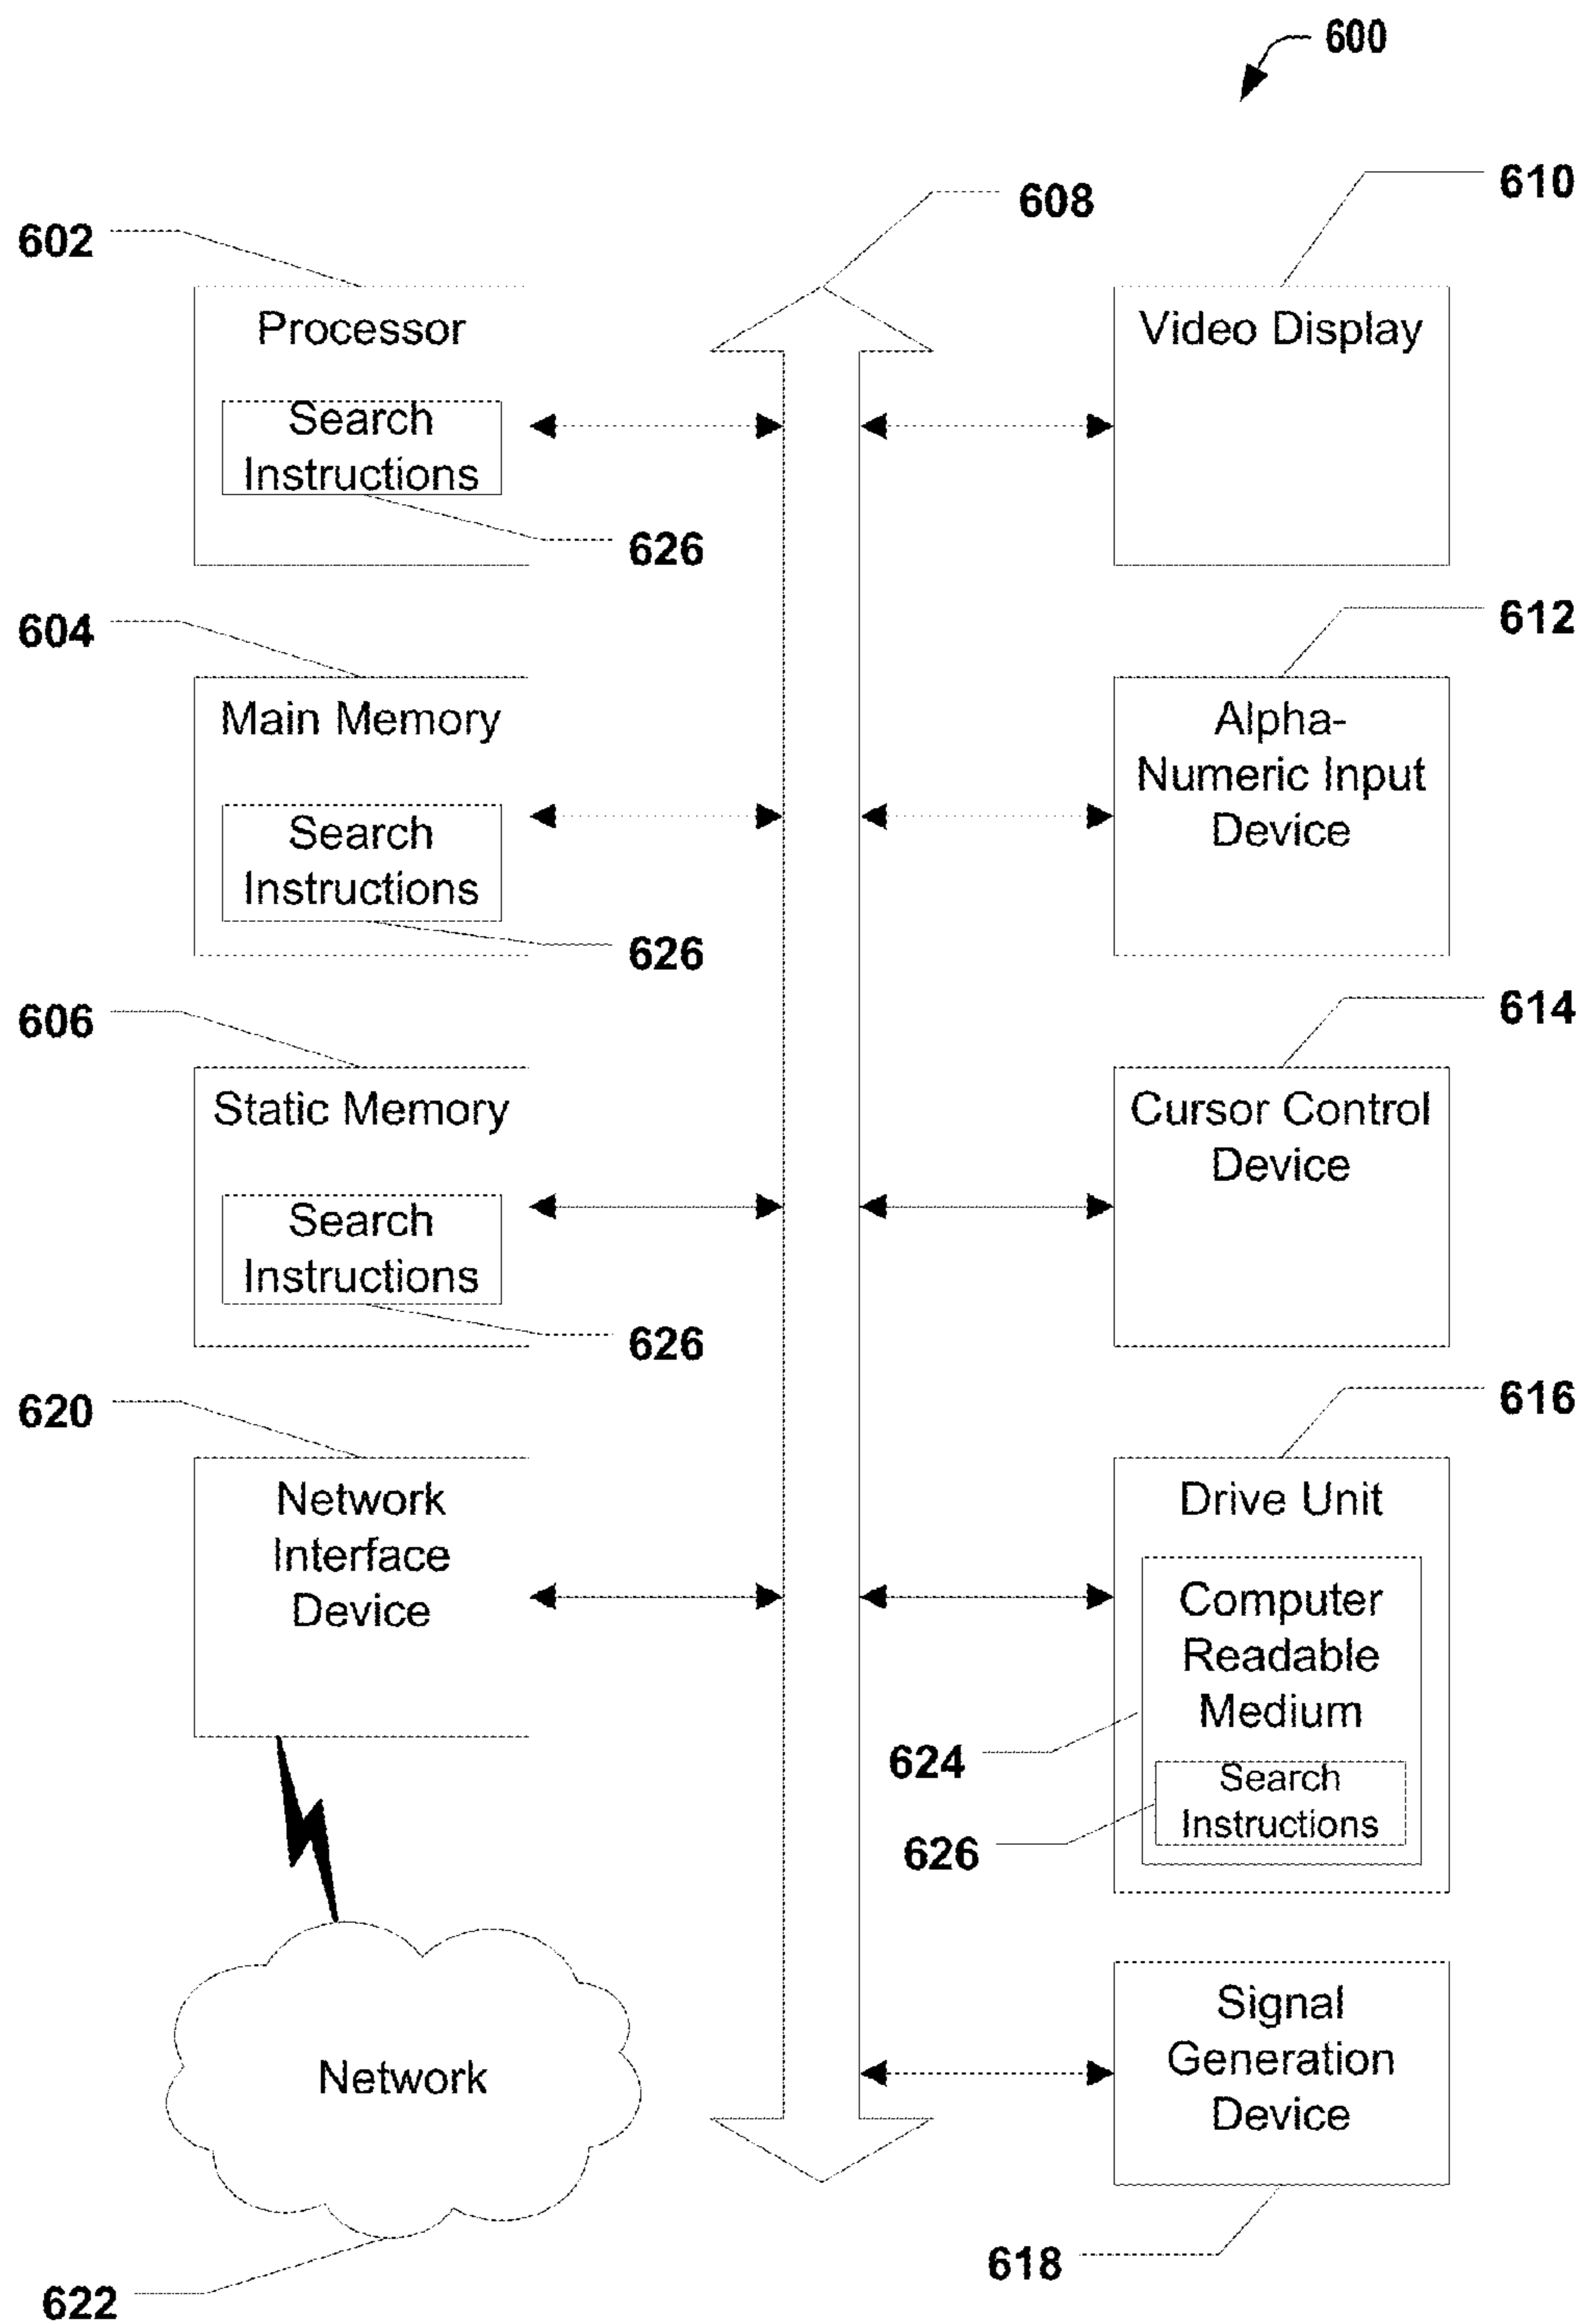 600
610
608
602
Processor
Video Display
Search
Instructions
626
604
612
Main Memory
Alpha-
Numeric Input
Device
Search
Instructions
626
606
614
Static Memory
Cursor Control
Device
Search
Instructions
626
620
616
Network
Interface
Device
Drive Unit
Computer
Readable
Medium
624
Search
Instructions
626
Network
Signal
Generation
Device
618
622